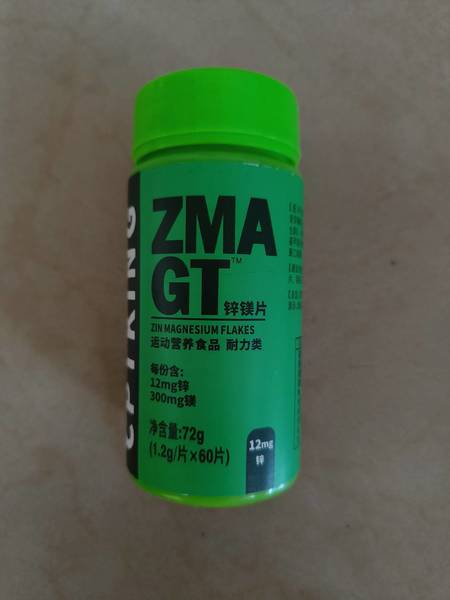 CPTKING
ZMA
GT™
锌镁片
ZIN MAGNESIUM FLAKES
运动营养食品 耐力类
每份含:
12mg锌
300mg镁
净含量:72g
(1.2g/片×60片)
12mg
锌